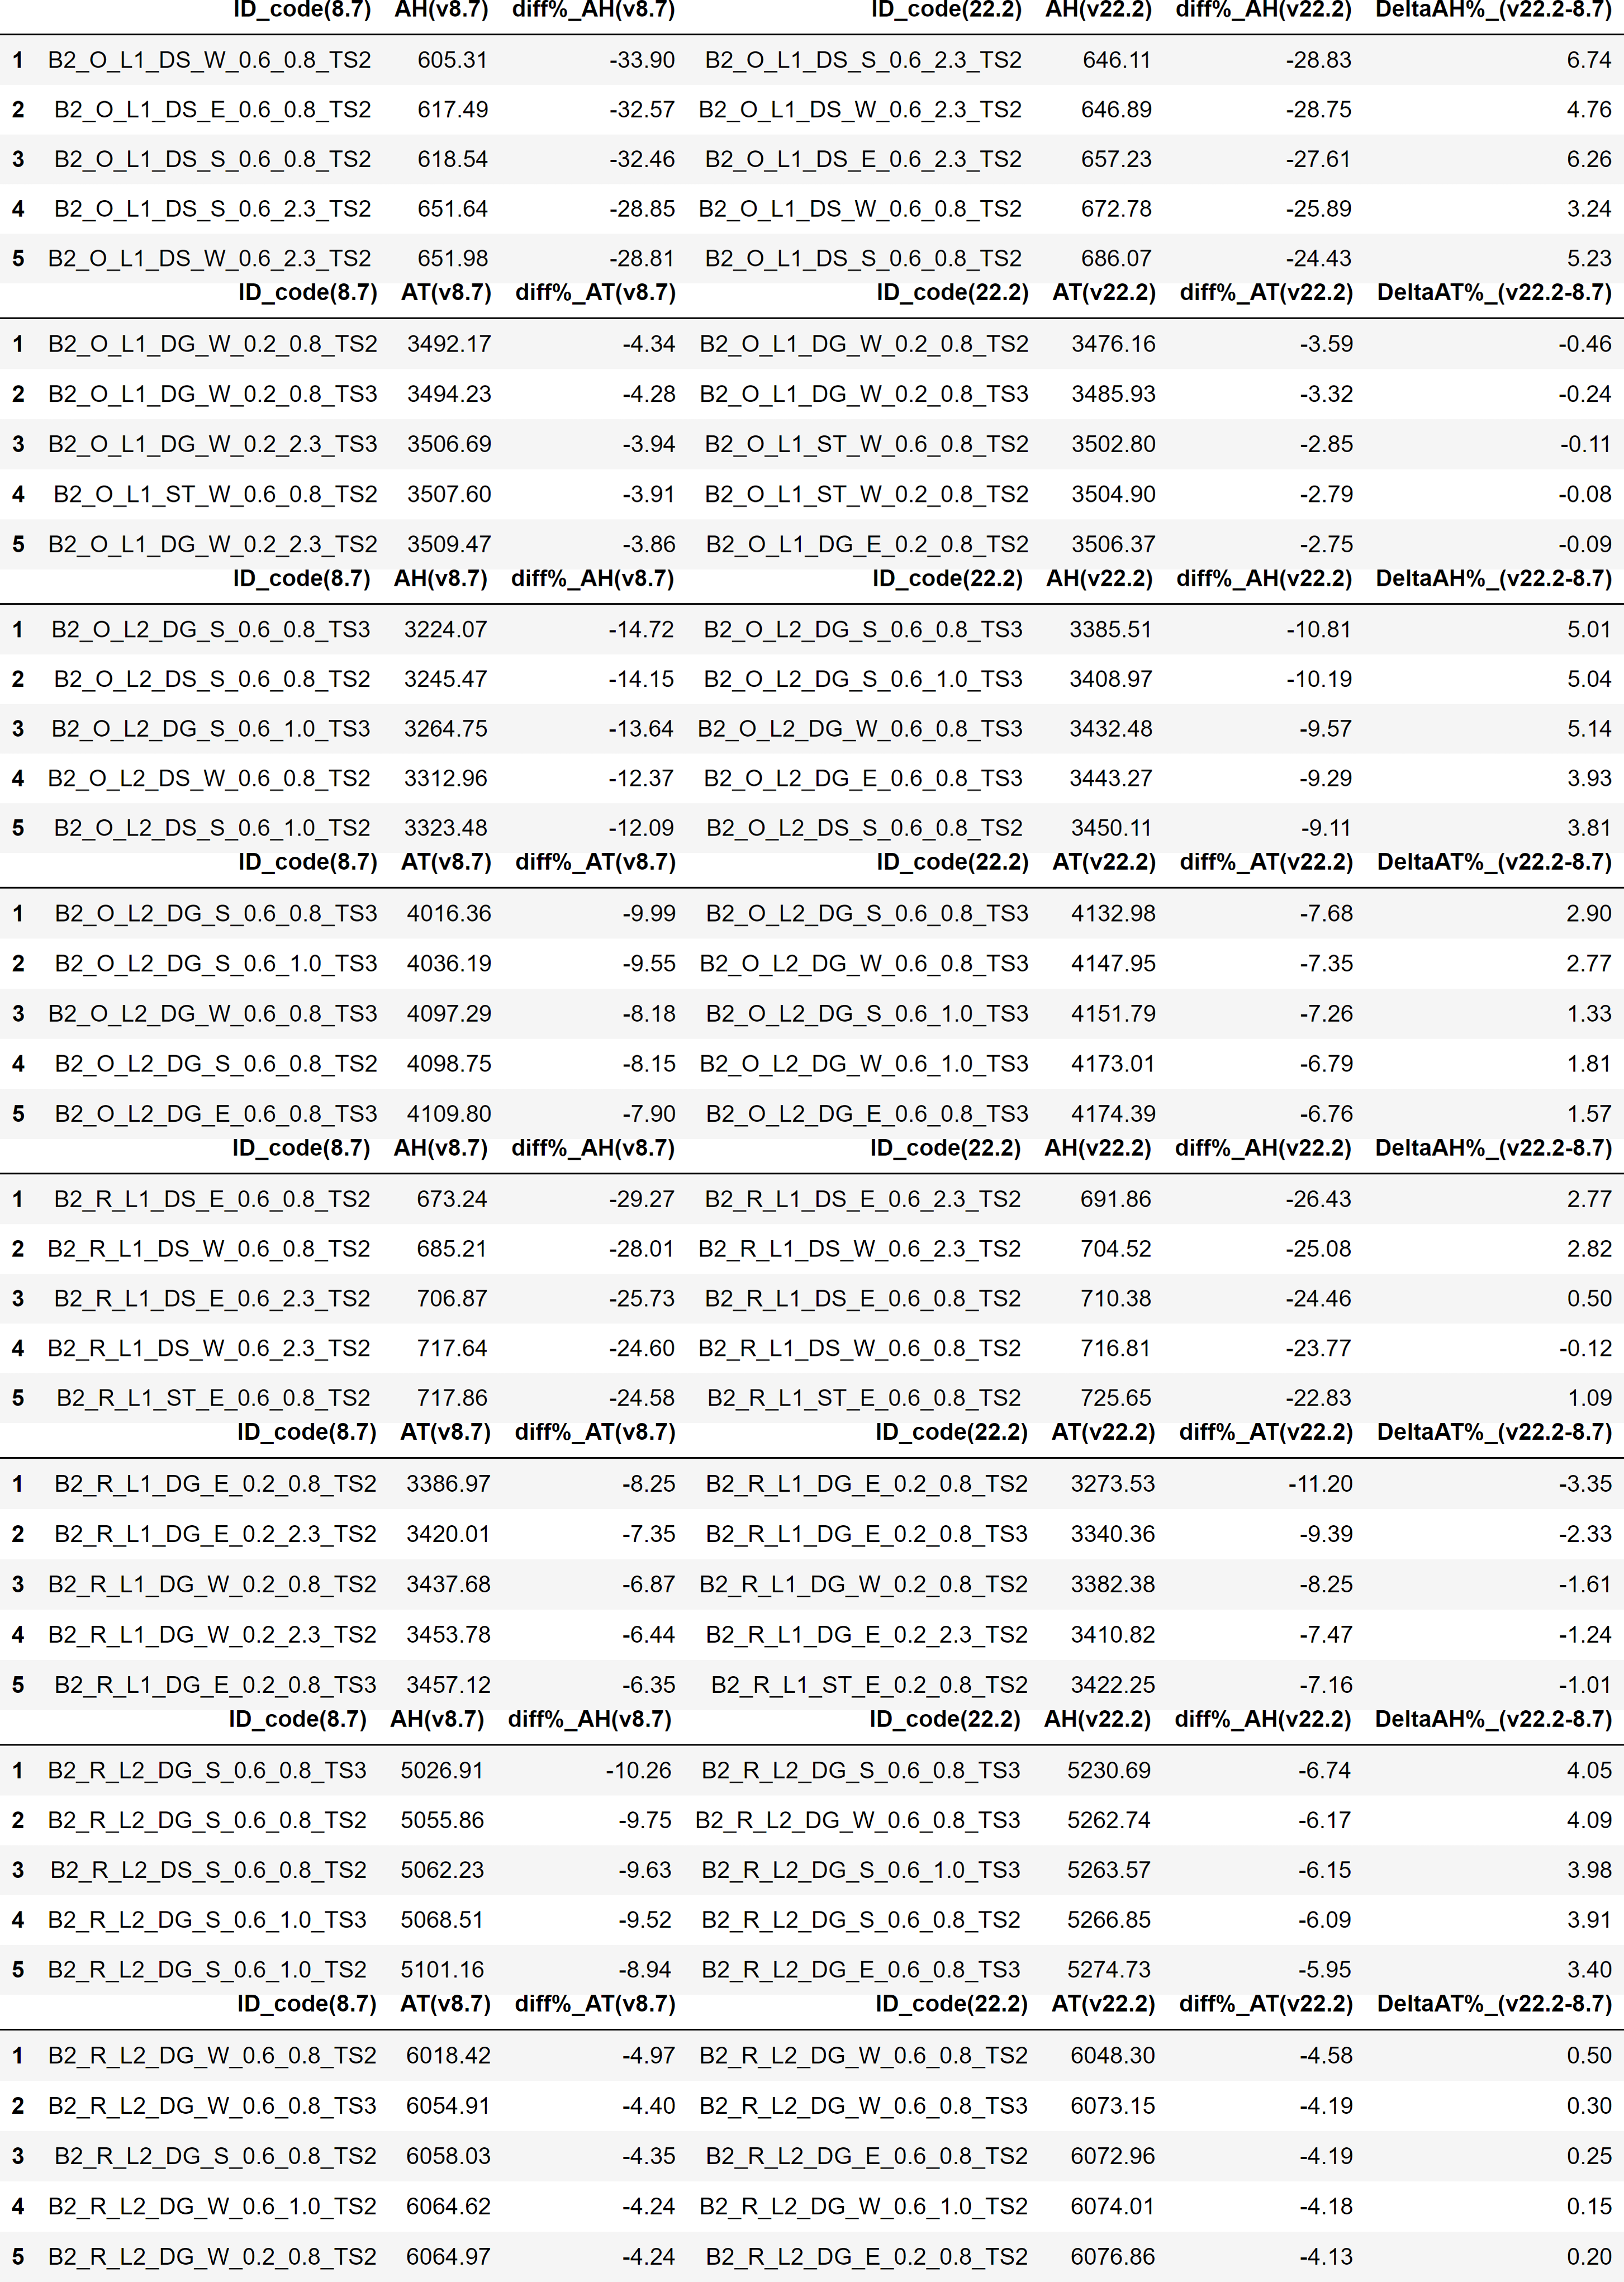 ID_code(8.7) AH(v8.7) diff%_AH(v8.7) ID_code(22.2) AH(v22.2) diff%_AH(v22.2) DeltaAH%_(v22.2-8.7)
1 B2_O_L1_DS_W_0.6_0.8_TS2 605.31 -33.90 B2_O_L1_DS_S_0.6_2.3_TS2 646.11 -28.83 6.74
2 B2_O_L1_DS_E_0.6_0.8_TS2 617.49 -32.57 B2_O_L1_DS_W_0.6_2.3_TS2 646.89 -28.75 4.76
3 B2_O_L1_DS_S_0.6_0.8_TS2 618.54 -32.46 B2_O_L1_DS_E_0.6_2.3_TS2 657.23 -27.61 6.26
4 B2_O_L1_DS_S_0.6_2.3_TS2 651.64 -28.85 B2_O_L1_DS_W_0.6_0.8_TS2 672.78 -25.89 3.24
5 B2_O_L1_DS_W_0.6_2.3_TS2 651.98 -28.81 B2_O_L1_DS_S_0.6_0.8_TS2 686.07 -24.43 5.23
ID_code(8.7) AT(v8.7) diff%_AT(v8.7) ID_code(22.2) AT(v22.2) diff%_AT(v22.2) DeltaAT%_(v22.2-8.7)
1 B2_O_L1_DG_W_0.2_0.8_TS2 3492.17 -4.34 B2_O_L1_DG_W_0.2_0.8_TS2 3476.16 -3.59 -0.46
2 B2_O_L1_DG_W_0.2_0.8_TS3 3494.23 -4.28 B2_O_L1_DG_W_0.2_0.8_TS3 3485.93 -3.32 -0.24
3 B2_O_L1_DG_W_0.2_2.3_TS3 3506.69 -3.94 B2_O_L1_ST_W_0.6_0.8_TS2 3502.80 -2.85 -0.11
4 B2_O_L1_ST_W_0.6_0.8_TS2 3507.60 -3.91 B2_O_L1_ST_W_0.2_0.8_TS2 3504.90 -2.79 -0.08
5 B2_O_L1_DG_W_0.2_2.3_TS2 3509.47 -3.86 B2_O_L1_DG_E_0.2_0.8_TS2 3506.37 -2.75 -0.09
ID_code(8.7) AH(v8.7) diff%_AH(v8.7) ID_code(22.2) AH(v22.2) diff%_AH(v22.2) DeltaAH%_(v22.2-8.7)
1 B2_O_L2_DG_S_0.6_0.8_TS3 3224.07 -14.72 B2_O_L2_DG_S_0.6_0.8_TS3 3385.51 -10.81 5.01
2 B2_O_L2_DS_S_0.6_0.8_TS2 3245.47 -14.15 B2_O_L2_DG_S_0.6_1.0_TS3 3408.97 -10.19 5.04
3 B2_O_L2_DG_S_0.6_1.0_TS3 3264.75 -13.64 B2_O_L2_DG_W_0.6_0.8_TS3 3432.48 -9.57 5.14
4 B2_O_L2_DS_W_0.6_0.8_TS2 3312.96 -12.37 B2_O_L2_DG_E_0.6_0.8_TS3 3443.27 -9.29 3.93
5 B2_O_L2_DS_S_0.6_1.0_TS2 3323.48 -12.09 B2_O_L2_DS_S_0.6_0.8_TS2 3450.11 -9.11 3.81
ID_code(8.7) AT(v8.7) diff%_AT(v8.7) ID_code(22.2) AT(v22.2) diff%_AT(v22.2) DeltaAT%_(v22.2-8.7)
1 B2_O_L2_DG_S_0.6_0.8_TS3 4016.36 -9.99 B2_O_L2_DG_S_0.6_0.8_TS3 4132.98 -7.68 2.90
2 B2_O_L2_DG_S_0.6_1.0_TS3 4036.19 -9.55 B2_O_L2_DG_W_0.6_0.8_TS3 4147.95 -7.35 2.77
3 B2_O_L2_DG_W_0.6_0.8_TS3 4097.29 -8.18 B2_O_L2_DG_S_0.6_1.0_TS3 4151.79 -7.26 1.33
4 B2_O_L2_DG_S_0.6_0.8_TS2 4098.75 -8.15 B2_O_L2_DG_W_0.6_1.0_TS3 4173.01 -6.79 1.81
5 B2_O_L2_DG_E_0.6_0.8_TS3 4109.80 -7.90 B2_O_L2_DG_E_0.6_0.8_TS3 4174.39 -6.76 1.57
ID_code(8.7) AH(v8.7) diff%_AH(v8.7) ID_code(22.2) AH(v22.2) diff%_AH(v22.2) DeltaAH%_(v22.2-8.7)
1 B2_R_L1_DS_E_0.6_0.8_TS2 673.24 -29.27 B2_R_L1_DS_E_0.6_2.3_TS2 691.86 -26.43 2.77
2 B2_R_L1_DS_W_0.6_0.8_TS2 685.21 -28.01 B2_R_L1_DS_W_0.6_2.3_TS2 704.52 -25.08 2.82
3 B2_R_L1_DS_E_0.6_2.3_TS2 706.87 -25.73 B2_R_L1_DS_E_0.6_0.8_TS2 710.38 -24.46 0.50
4 B2_R_L1_DS_W_0.6_2.3_TS2 717.64 -24.60 B2_R_L1_DS_W_0.6_0.8_TS2 716.81 -23.77 -0.12
5 B2_R_L1_ST_E_0.6_0.8_TS2 717.86 -24.58 B2_R_L1_ST_E_0.6_0.8_TS2 725.65 -22.83 1.09
ID_code(8.7) AT(v8.7) diff%_AT(v8.7) ID_code(22.2) AT(v22.2) diff%_AT(v22.2) DeltaAT%_(v22.2-8.7)
1 B2_R_L1_DG_E_0.2_0.8_TS2 3386.97 -8.25 B2_R_L1_DG_E_0.2_0.8_TS2 3273.53 -11.20 -3.35
2 B2_R_L1_DG_E_0.2_2.3_TS2 3420.01 -7.35 B2_R_L1_DG_E_0.2_0.8_TS3 3340.36 -9.39 -2.33
3 B2_R_L1_DG_W_0.2_0.8_TS2 3437.68 -6.87 B2_R_L1_DG_W_0.2_0.8_TS2 3382.38 -8.25 -1.61
4 B2_R_L1_DG_W_0.2_2.3_TS2 3453.78 -6.44 B2_R_L1_DG_E_0.2_2.3_TS2 3410.82 -7.47 -1.24
5 B2_R_L1_DG_E_0.2_0.8_TS3 3457.12 -6.35 B2_R_L1_ST_E_0.2_0.8_TS2 3422.25 -7.16 -1.01
ID_code(8.7) AH(v8.7) diff%_AH(v8.7) ID_code(22.2) AH(v22.2) diff%_AH(v22.2) DeltaAH%_(v22.2-8.7)
1 B2_R_L2_DG_S_0.6_0.8_TS3 5026.91 -10.26 B2_R_L2_DG_S_0.6_0.8_TS3 5230.69 -6.74 4.05
2 B2_R_L2_DG_S_0.6_0.8_TS2 5055.86 -9.75 B2_R_L2_DG_W_0.6_0.8_TS3 5262.74 -6.17 4.09
3 B2_R_L2_DS_S_0.6_0.8_TS2 5062.23 -9.63 B2_R_L2_DG_S_0.6_1.0_TS3 5263.57 -6.15 3.98
4 B2_R_L2_DG_S_0.6_1.0_TS3 5068.51 -9.52 B2_R_L2_DG_S_0.6_0.8_TS2 5266.85 -6.09 3.91
5 B2_R_L2_DG_S_0.6_1.0_TS2 5101.16 -8.94 B2_R_L2_DG_E_0.6_0.8_TS3 5274.73 -5.95 3.40
ID_code(8.7) AT(v8.7) diff%_AT(v8.7) ID_code(22.2) AT(v22.2) diff%_AT(v22.2) DeltaAT%_(v22.2-8.7)
1 B2_R_L2_DG_W_0.6_0.8_TS2 6018.42 -4.97 B2_R_L2_DG_W_0.6_0.8_TS2 6048.30 -4.58 0.50
2 B2_R_L2_DG_W_0.6_0.8_TS3 6054.91 -4.40 B2_R_L2_DG_W_0.6_0.8_TS3 6073.15 -4.19 0.30
3 B2_R_L2_DG_S_0.6_0.8_TS2 6058.03 -4.35 B2_R_L2_DG_E_0.6_0.8_TS2 6072.96 -4.19 0.25
4 B2_R_L2_DG_W_0.6_1.0_TS2 6064.62 -4.24 B2_R_L2_DG_W_0.6_1.0_TS2 6074.01 -4.18 0.15
5 B2_R_L2_DG_W_0.2_0.8_TS2 6064.97 -4.24 B2_R_L2_DG_E_0.2_0.8_TS2 6076.86 -4.13 0.20